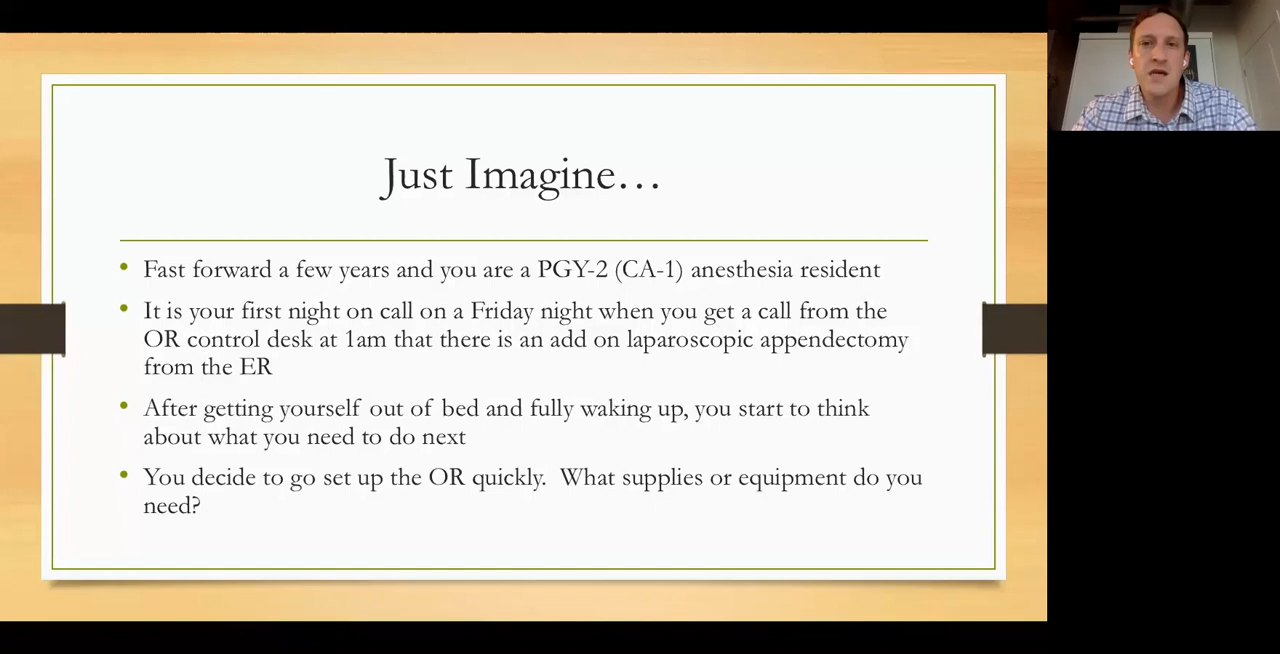 Just Imagine…
• Fast forward a few years and you are a PGY-2 (CA-1) anesthesia resident
• It is your first night on call on a Friday night when you get a call from the
OR control desk at 1am that there is an add on laparoscopic appendectomy
from the ER
• After getting yourself out of bed and fully waking up, you start to think
about what you need to do next
• You decide to go set up the OR quickly.  What supplies or equipment do you
need?